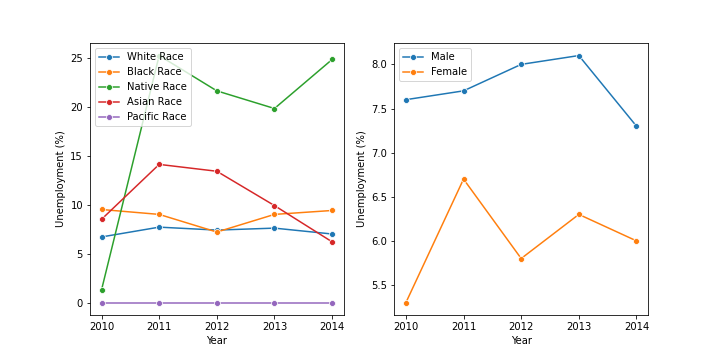 White Race
Black Race
Native Race
Asian Race
Pacific Race
25
20
15
10
5
0
Unemployment (%)
2010 2011 2012 2013 2014
Year
Male
Female
8.0
7.5
7.0
6.5
6.0
5.5
Unemployment (%)
2010 2011 2012 2013 2014
Year